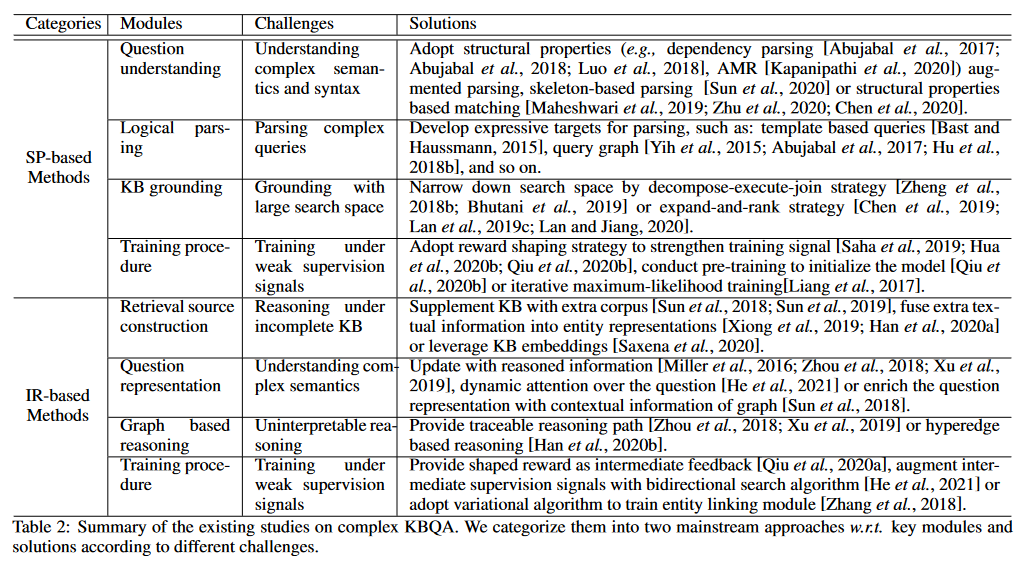 Categories Modules Challenges Solutions
SP-based Methods
Question understanding
Understanding complex seman-
tics and syntax
Adopt structural properties (e.g., dependency parsing [Abujabal et al., 2017;
Abujabal et al., 2018; Luo et al., 2018], AMR [Kapanipathi et al., 2020]) aug-
mented parsing, skeleton-based parsing [Sun et al., 2020] or structural properties
based matching [Maheshwari et al., 2019; Zhu et al., 2020; Chen et al., 2020].
Logical pars-
ing
Parsing complex
queries
Develop expressive targets for parsing, such as: template based queries [Bast and
Haussmann, 2015], query graph [Yih et al., 2015; Abujabal et al., 2017; Hu et al.,
2018b], and so on.
KB grounding
Grounding with
large search space
Narrow down search space by decompose-execute-join strategy [Zheng et al.,
2018b; Bhutani et al., 2019] or expand-and-rank strategy [Chen et al., 2019;
Lan et al., 2019c; Lan and Jiang, 2020].
Training proce-
dure
Training under
weak supervision
signals
Adopt reward shaping strategy to strengthen training signal [Saha et al., 2019; Hua
et al., 2020b; Qiu et al., 2020b], conduct pre-training to initialize the model [Qiu et
al., 2020b] or iterative maximum-likelihood training[Liang et al., 2017].
IR-based
Methods
Retrieval source
construction
Reasoning under
incomplete KB
Supplement KB with extra corpus [Sun et al., 2018; Sun et al., 2019], fuse extra tex-
tual information into entity representations [Xiong et al., 2019; Han et al., 2020a]
or leverage KB embeddings [Saxena et al., 2020].
Question
representation
Understanding com-
plex semantics
Update with reasoned information [Miller et al., 2016; Zhou et al., 2018; Xu et al.,
2019], dynamic attention over the question [He et al., 2021] or enrich the question
representation with contextual information of graph [Sun et al., 2018].
Graph based
reasoning
Uninterpretable rea-
soning
Provide traceable reasoning path [Zhou et al., 2018; Xu et al., 2019] or hyperedge
based reasoning [Han et al., 2020b].
Training proce-
dure
Training under
weak supervision
signals
Provide shaped reward as intermediate feedback [Qiu et al., 2020a], augment inter-
mediate supervision signals with bidirectional search algorithm [He et al., 2021] or
adopt variational algorithm to train entity linking module [Zhang et al., 2018].
Table 2: Summary of the existing studies on complex KBQA. We categorize them into two mainstream approaches w.r.t. key modules and
solutions according to different challenges.